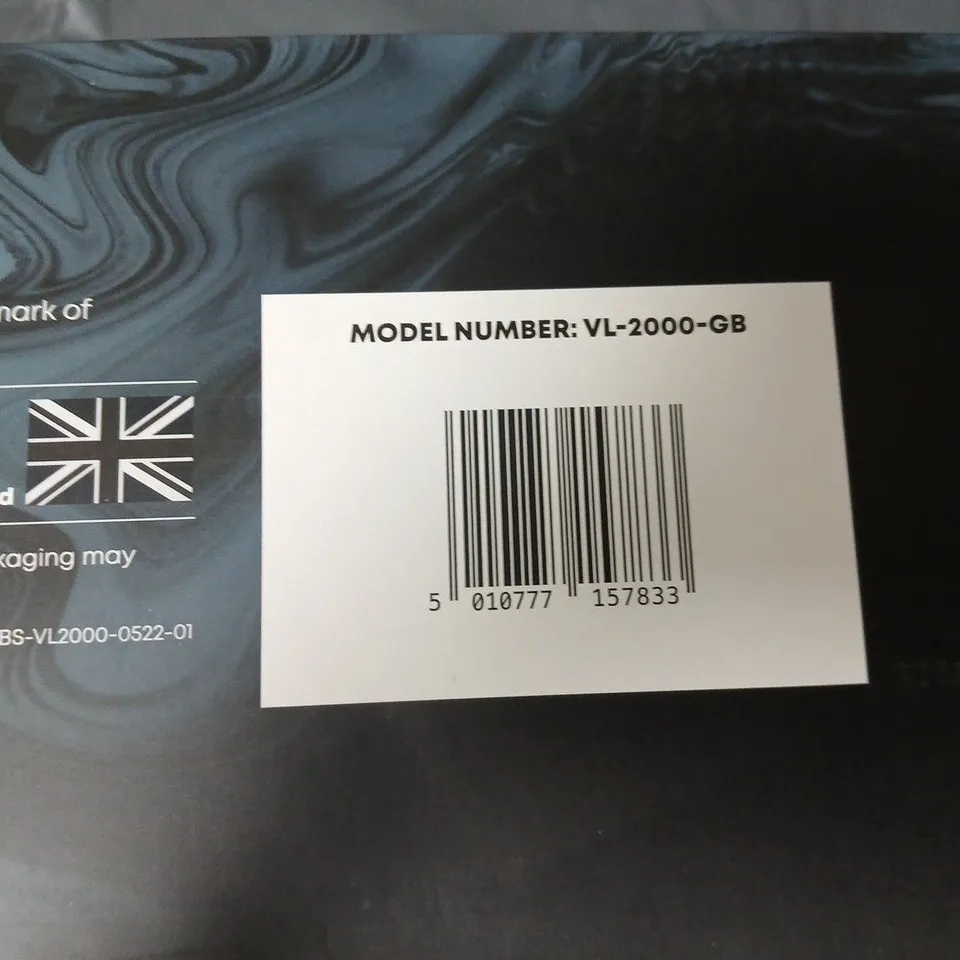 mark of
d
kaging may
BS-VL2000-0522-01
MODEL NUMBER: VL-2000-GB
5 010777 157833